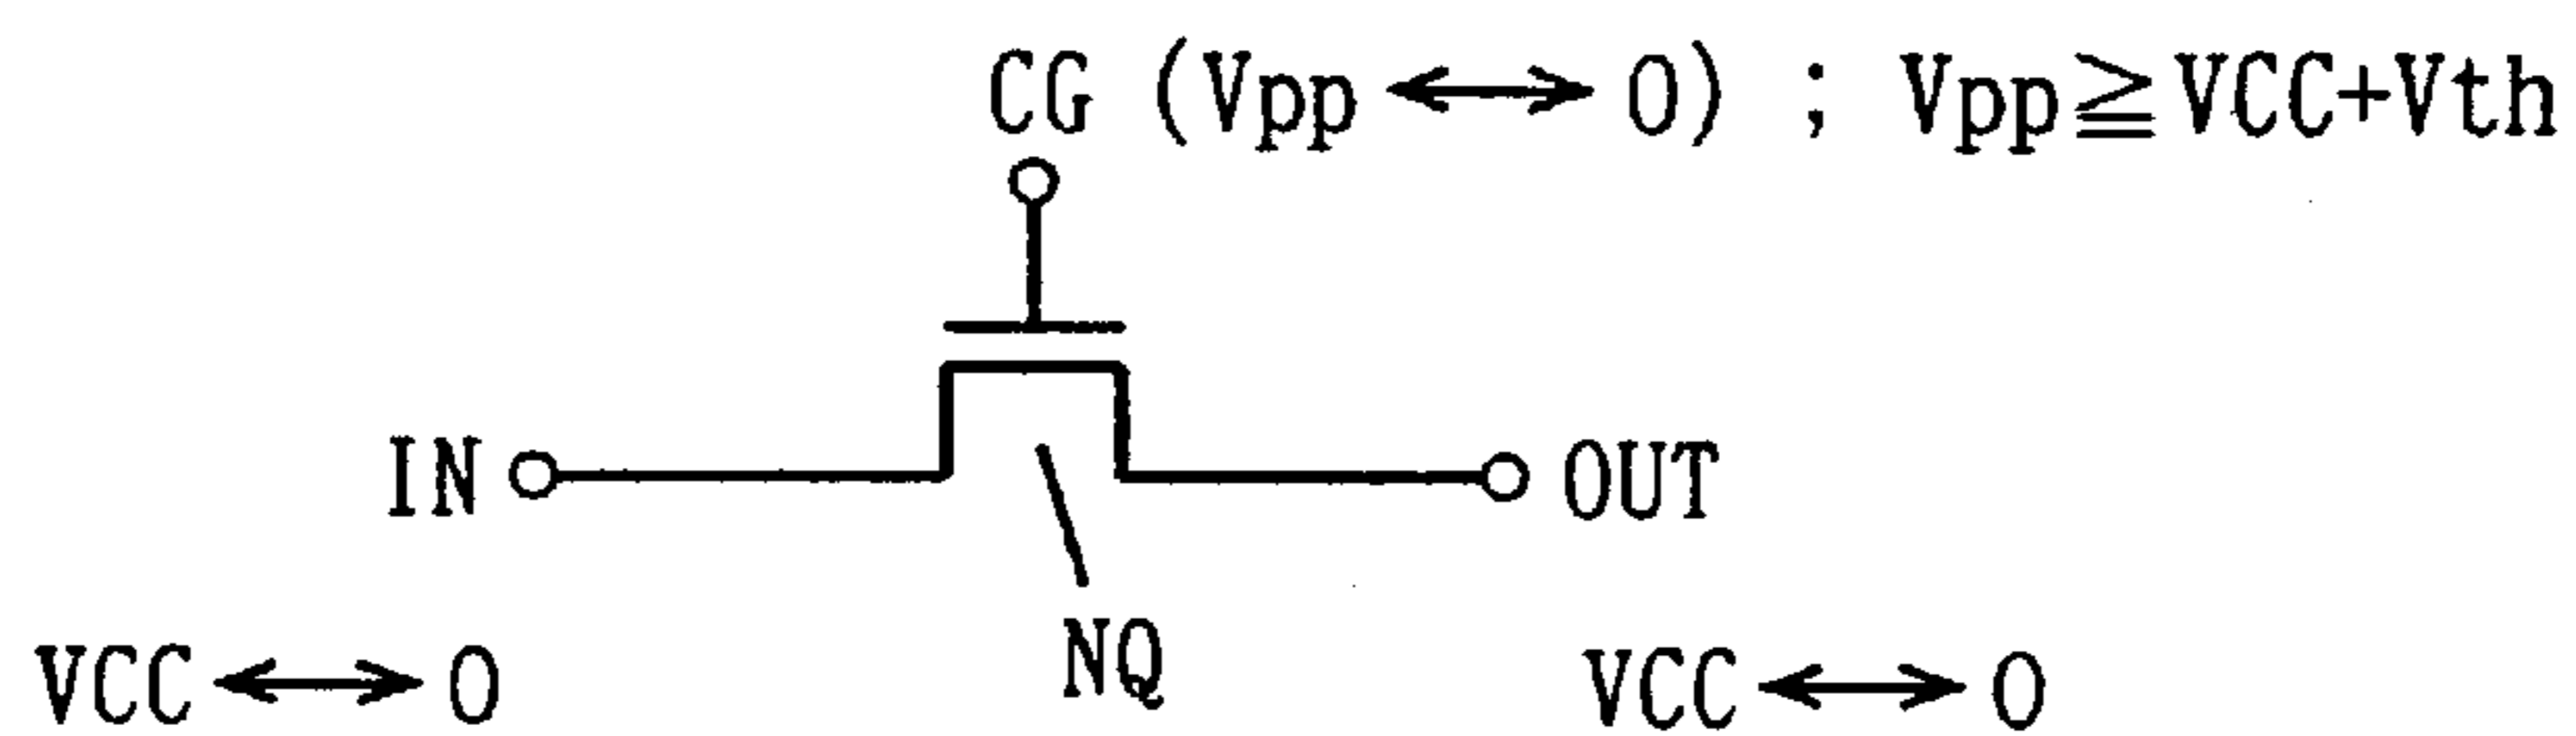 CG (Vpp↔0) ; Vpp≧VCC+Vth
IN OUT
NQ
VCC↔0 VCC↔0